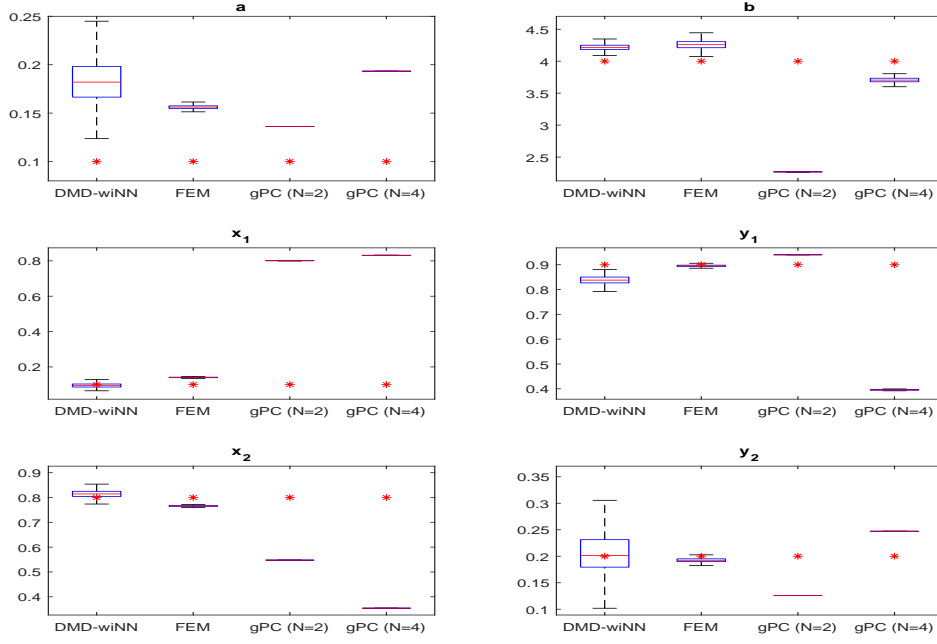 a
0.25
0.2
0.15
0.1
DMD-wiNN FEM gPC (N=2) gPC (N=4)
b
4.5
4
3.5
3
2.5
DMD-wiNN FEM gPC (N=2) gPC (N=4)
x_1
0.8
0.6
0.4
0.2
DMD-wiNN FEM gPC (N=2) gPC (N=4)
y_1
0.9
0.8
0.7
0.6
0.5
0.4
DMD-wiNN FEM gPC (N=2) gPC (N=4)
x_2
0.9
0.8
0.7
0.6
0.5
0.4
DMD-wiNN FEM gPC (N=2) gPC (N=4)
y_2
0.35
0.3
0.25
0.2
0.15
0.1
DMD-wiNN FEM gPC (N=2) gPC (N=4)